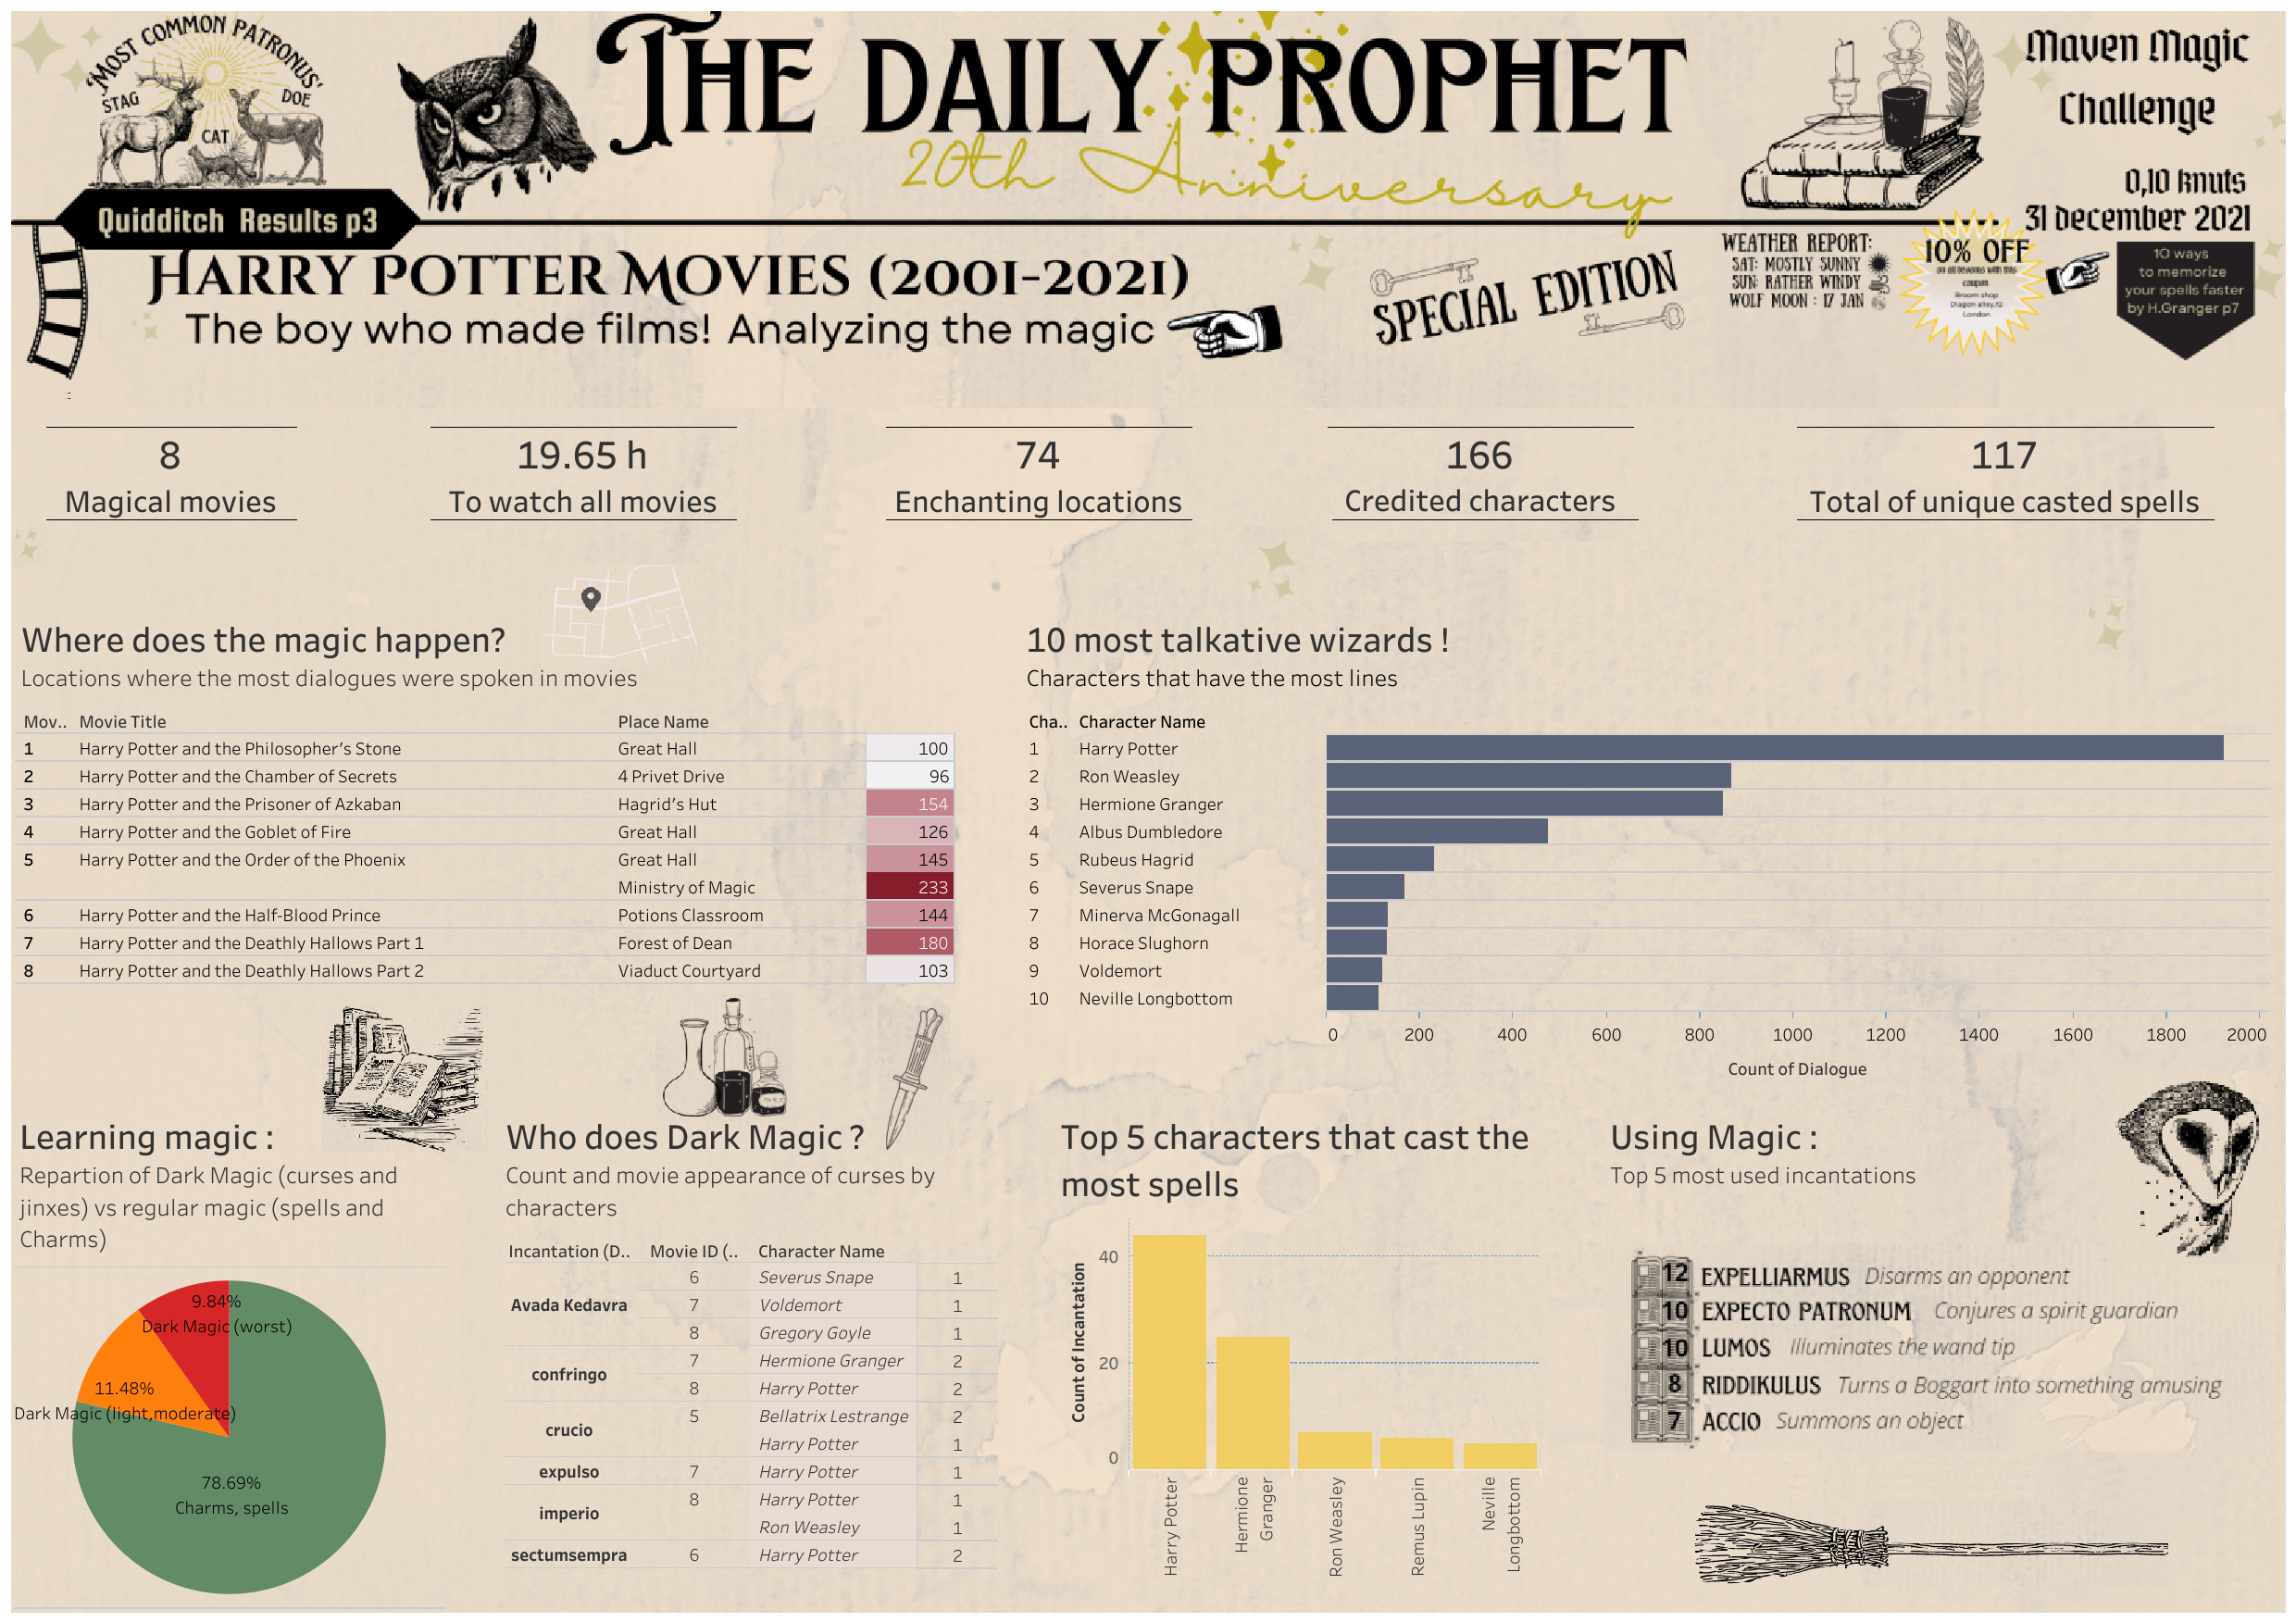 'MOST COMMON PATRONUS'
STAG
DOE
CAT
THE DAILY PROPHET
20th Anniversary
Maven Magic
Challenge
0,10 knuts
31 December 2021
Quidditch Results p3
HARRY POTTER MOVIES (2001-2021)
The boy who made films! Analyzing the magic
SPECIAL EDITION
WEATHER REPORT:
SAT: MOSTLY SUNNY
SUN: RATHER WINDY
WOLF MOON : 17 JAN
10% OFF
on all brooms with this
coupon
Broom shop
Diagon alley,12
London
10 ways
to memorize
your spells faster
by H.Granger p7
8
Magical movies
19.65 h
To watch all movies
74
Enchanting locations
166
Credited characters
117
Total of unique casted spells
Where does the magic happen?
Locations where the most dialogues were spoken in movies
Mov.. Movie Title Place Name
1 Harry Potter and the Philosopher's Stone Great Hall 100
2 Harry Potter and the Chamber of Secrets 4 Privet Drive 96
3 Harry Potter and the Prisoner of Azkaban Hagrid's Hut 154
4 Harry Potter and the Goblet of Fire Great Hall 126
5 Harry Potter and the Order of the Phoenix Great Hall 145
Ministry of Magic 233
6 Harry Potter and the Half-Blood Prince Potions Classroom 144
7 Harry Potter and the Deathly Hallows Part 1 Forest of Dean 180
8 Harry Potter and the Deathly Hallows Part 2 Viaduct Courtyard 103
10 most talkative wizards !
Characters that have the most lines
Cha.. Character Name
1 Harry Potter
2 Ron Weasley
3 Hermione Granger
4 Albus Dumbledore
5 Rubeus Hagrid
6 Severus Snape
7 Minerva McGonagall
8 Horace Slughorn
9 Voldemort
10 Neville Longbottom
0 200 400 600 800 1000 1200 1400 1600 1800 2000
Count of Dialogue
Learning magic :
Repartion of Dark Magic (curses and
jinxes) vs regular magic (spells and
Charms)
9.84%
Dark Magic (worst)
11.48%
Dark Magic (light,moderate)
78.69%
Charms, spells
Who does Dark Magic ?
Count and movie appearance of curses by
characters
Incantation (D.. Movie ID (.. Character Name
Avada Kedavra 6 Severus Snape 1
7 Voldemort 1
8 Gregory Goyle 1
confringo 7 Hermione Granger 2
8 Harry Potter 2
crucio 5 Bellatrix Lestrange 2
Harry Potter 1
expulso 7 Harry Potter 1
imperio 8 Harry Potter 1
Ron Weasley 1
sectumsempra 6 Harry Potter 2
Top 5 characters that cast the
most spells
Count of Incantation
40
20
0
Harry Potter
Hermione
Granger
Ron Weasley
Remus Lupin
Neville
Longbottom
Using Magic :
Top 5 most used incantations
12 EXPELLIARMUS Disarms an opponent
10 EXPECTO PATRONUM Conjures a spirit guardian
10 LUMOS Illuminates the wand tip
8 RIDDIKULUS Turns a Boggart into something amusing
7 ACCIO Summons an object